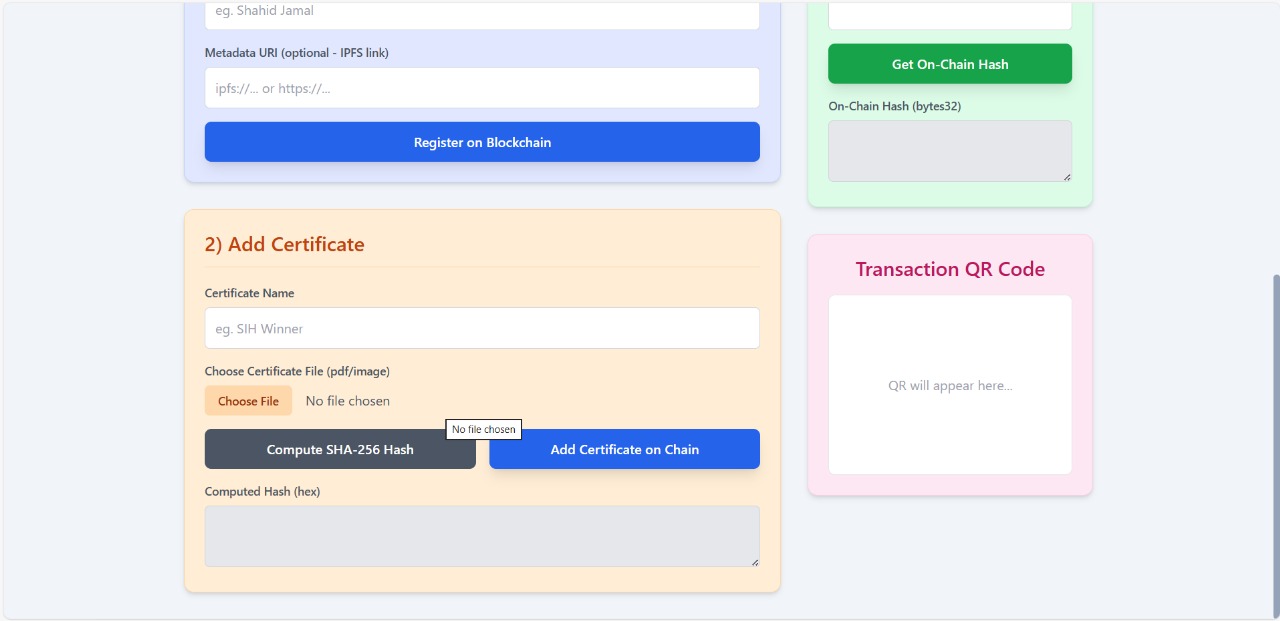 eg. Shahid Jamal
Metadata URI (optional - IPFS link)
ipfs://... or https://...
Register on Blockchain
2) Add Certificate
Certificate Name
eg. SIH Winner
Choose Certificate File (pdf/image)
Choose File No file chosen
No file chosen
Compute SHA-256 Hash
Add Certificate on Chain
Computed Hash (hex)
Get On-Chain Hash
On-Chain Hash (bytes32)
Transaction QR Code
QR will appear here...